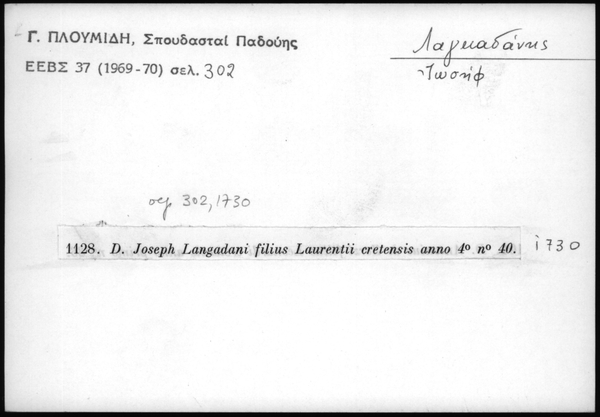 Γ. ΠΛΟΥΜΙΔΗ, Σπουδασταί Παδούης
ΕΕΒΣ 37 (1969-70) σελ. 302
Λαγκαδάνης
Ἰωσήφ
σελ 302, 1730
1128. D. Joseph Langadani filius Laurentii cretensis anno 4º nº 40.
1730